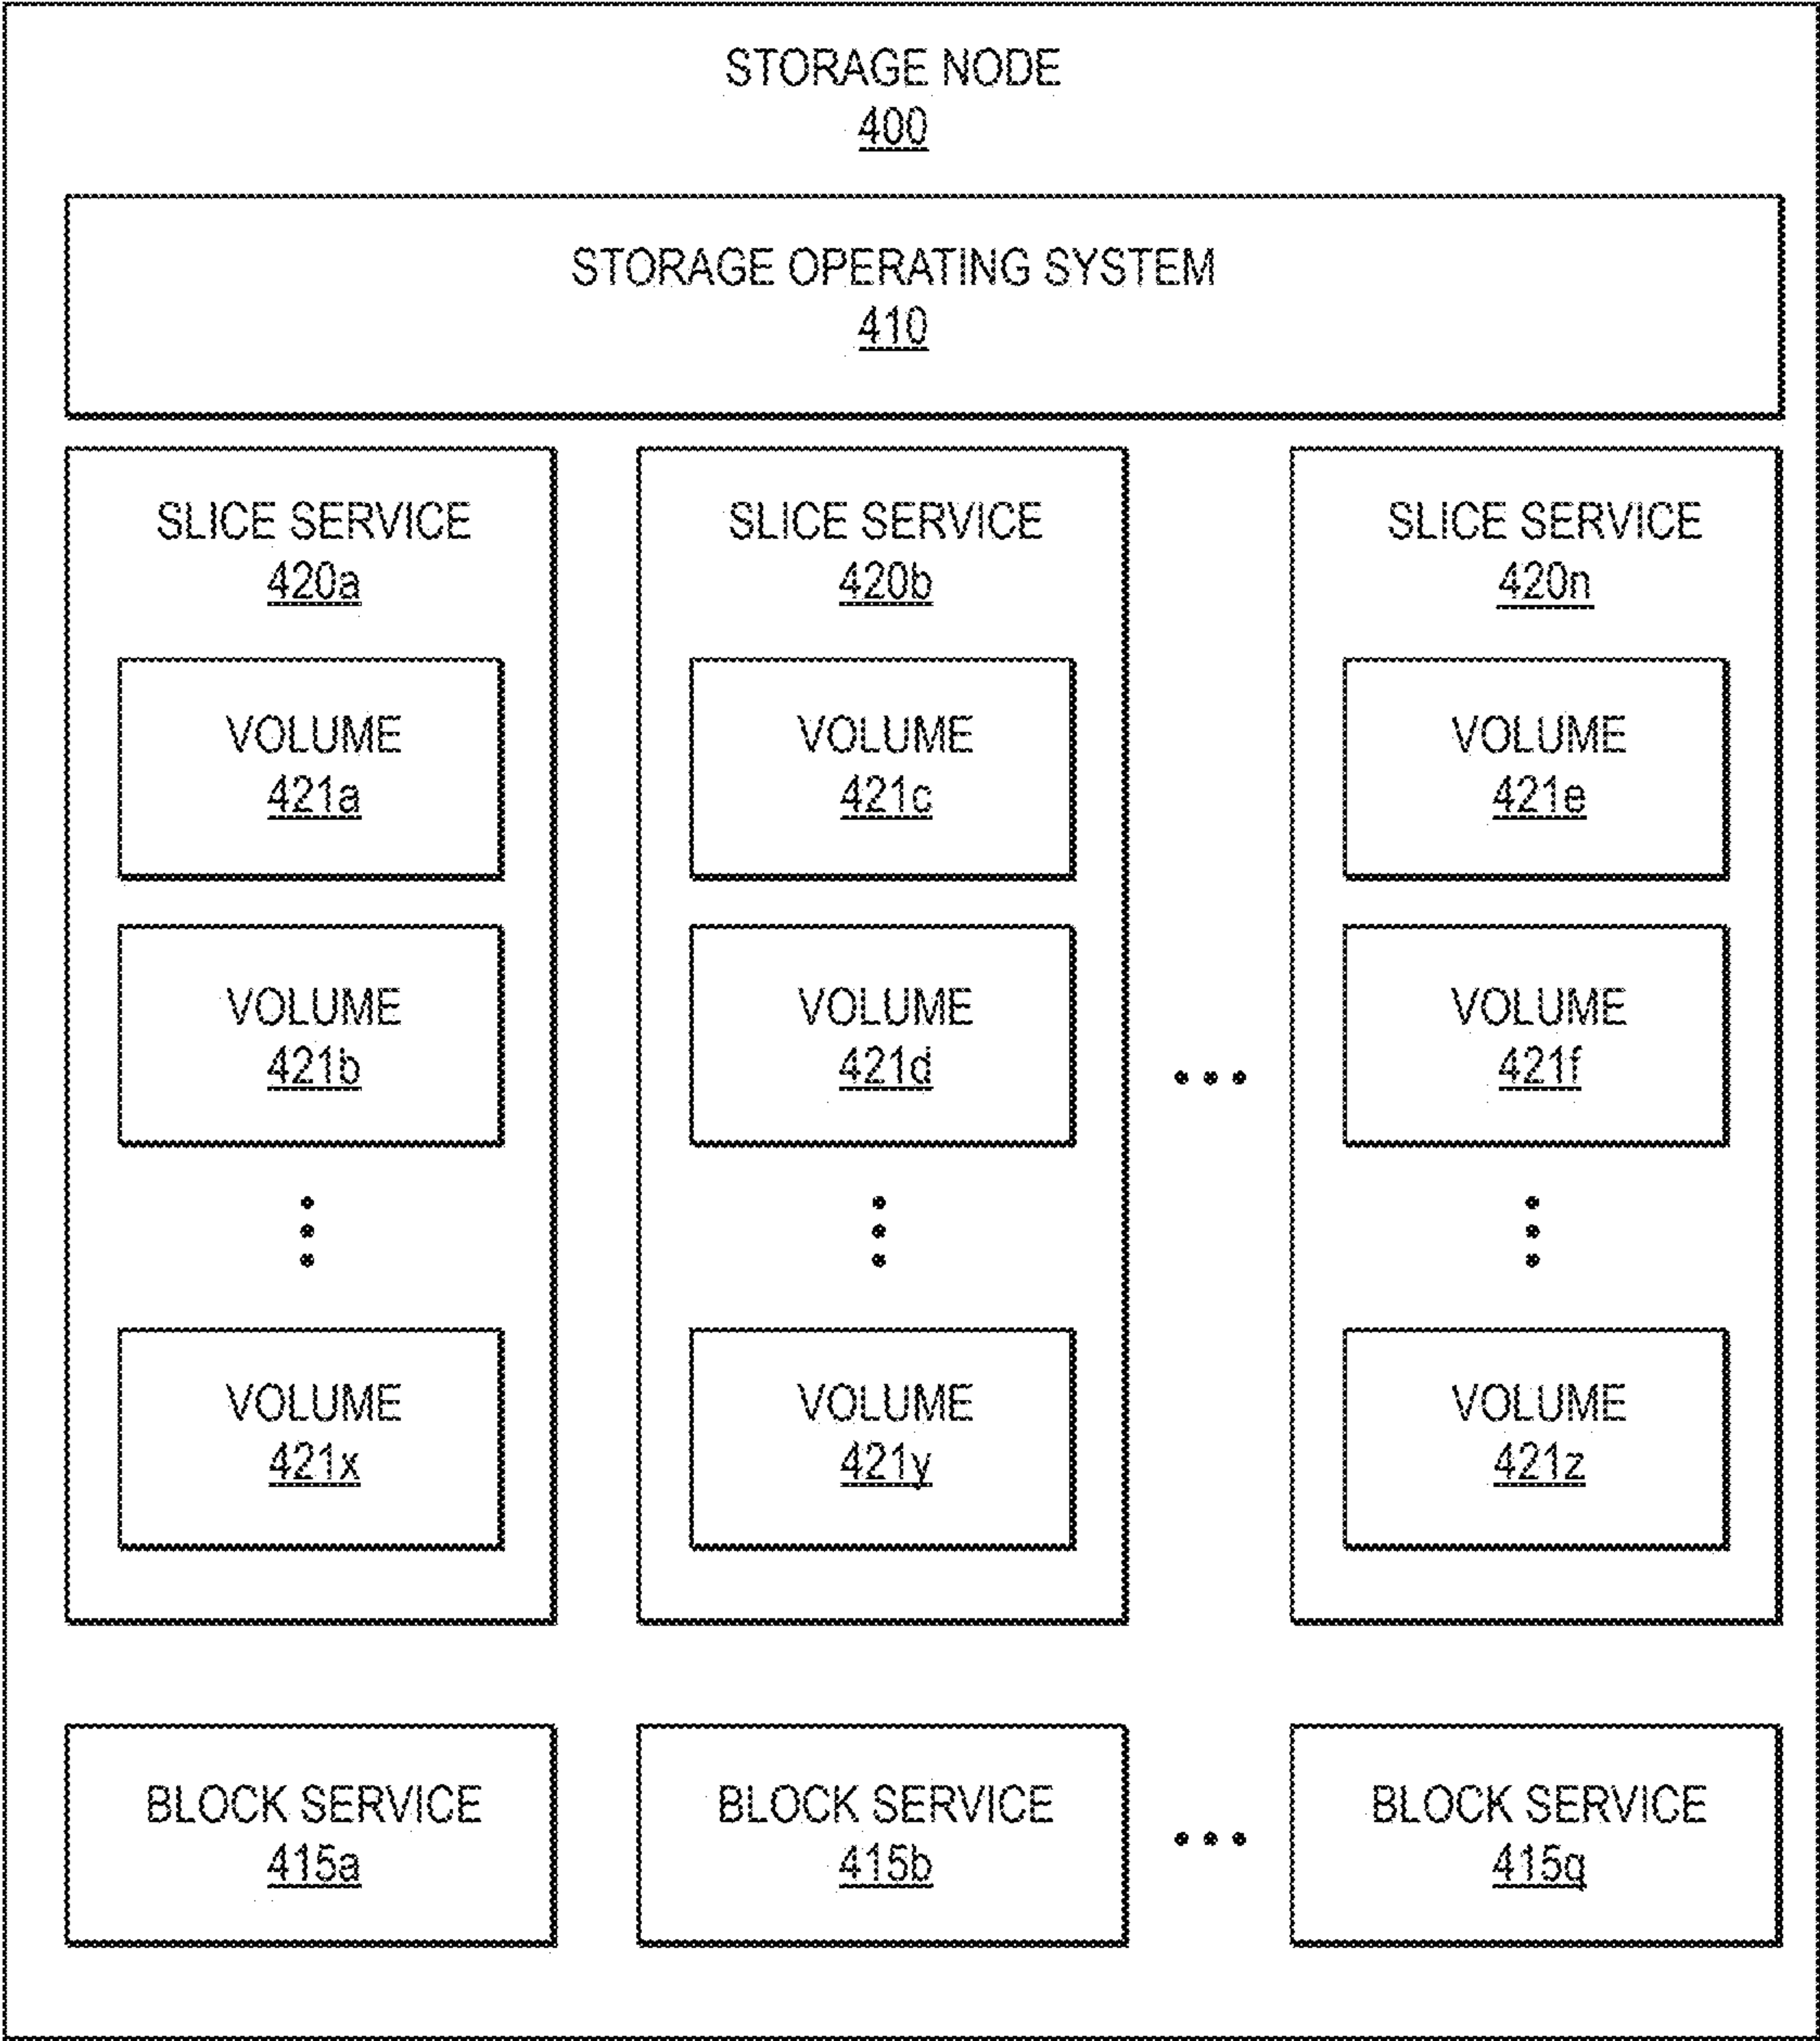 STORAGE NODE
400
STORAGE OPERATING SYSTEM
410
SLICE SERVICE
420a
VOLUME
421a
VOLUME
421b
VOLUME
421x
SLICE SERVICE
420b
VOLUME
421c
VOLUME
421d
VOLUME
421y
SLICE SERVICE
420n
VOLUME
421e
VOLUME
421f
VOLUME
421z
BLOCK SERVICE
415a
BLOCK SERVICE
415b
BLOCK SERVICE
415q